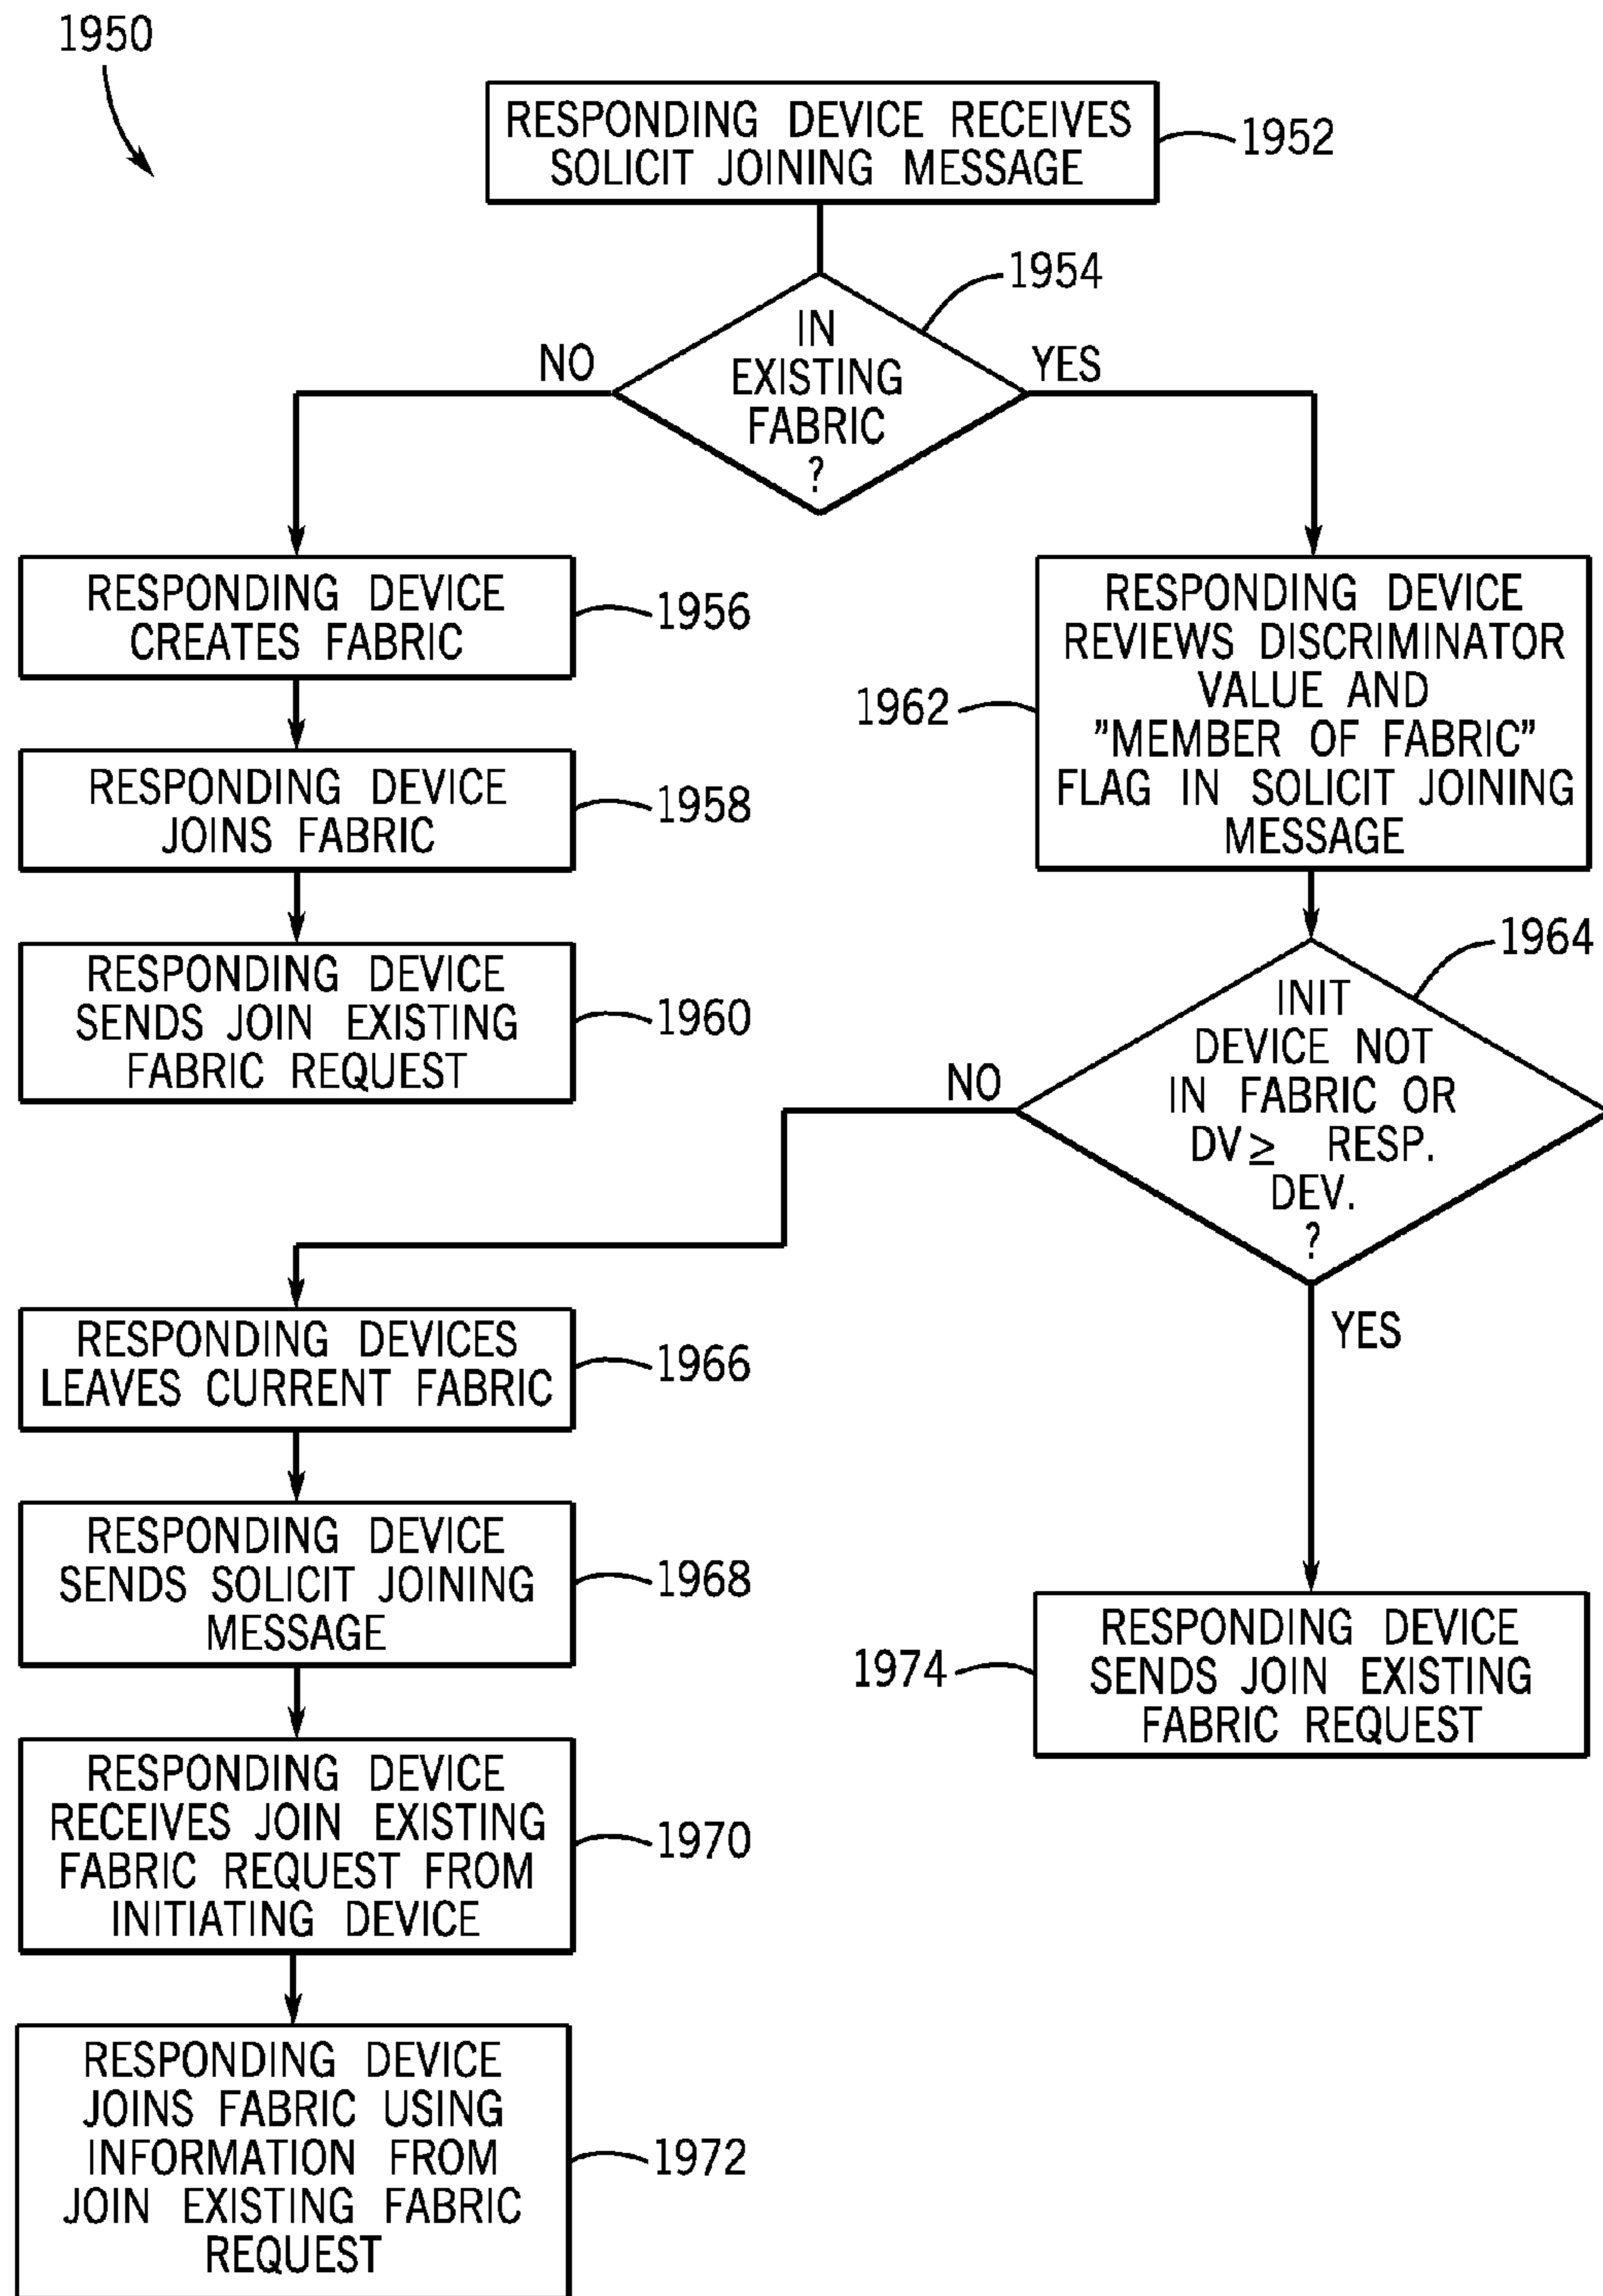 1950
RESPONDING DEVICE RECEIVES
SOLICIT JOINING MESSAGE
1952
1954
IN
EXISTING
FABRIC
?
NO
YES
RESPONDING DEVICE
CREATES FABRIC
1956
RESPONDING DEVICE
JOINS FABRIC
1958
RESPONDING DEVICE
SENDS JOIN EXISTING
FABRIC REQUEST
1960
RESPONDING DEVICE
REVIEWS DISCRIMINATOR
VALUE AND
"MEMBER OF FABRIC"
FLAG IN SOLICIT JOINING
MESSAGE
1962
1964
INIT
DEVICE NOT
IN FABRIC OR
DV≥ RESP.
DEV.
?
NO
YES
RESPONDING DEVICES
LEAVES CURRENT FABRIC
1966
RESPONDING DEVICE
SENDS SOLICIT JOINING
MESSAGE
1968
RESPONDING DEVICE
RECEIVES JOIN EXISTING
FABRIC REQUEST FROM
INITIATING DEVICE
1970
RESPONDING DEVICE
JOINS FABRIC USING
INFORMATION FROM
JOIN EXISTING FABRIC
REQUEST
1972
1974
RESPONDING DEVICE
SENDS JOIN EXISTING
FABRIC REQUEST